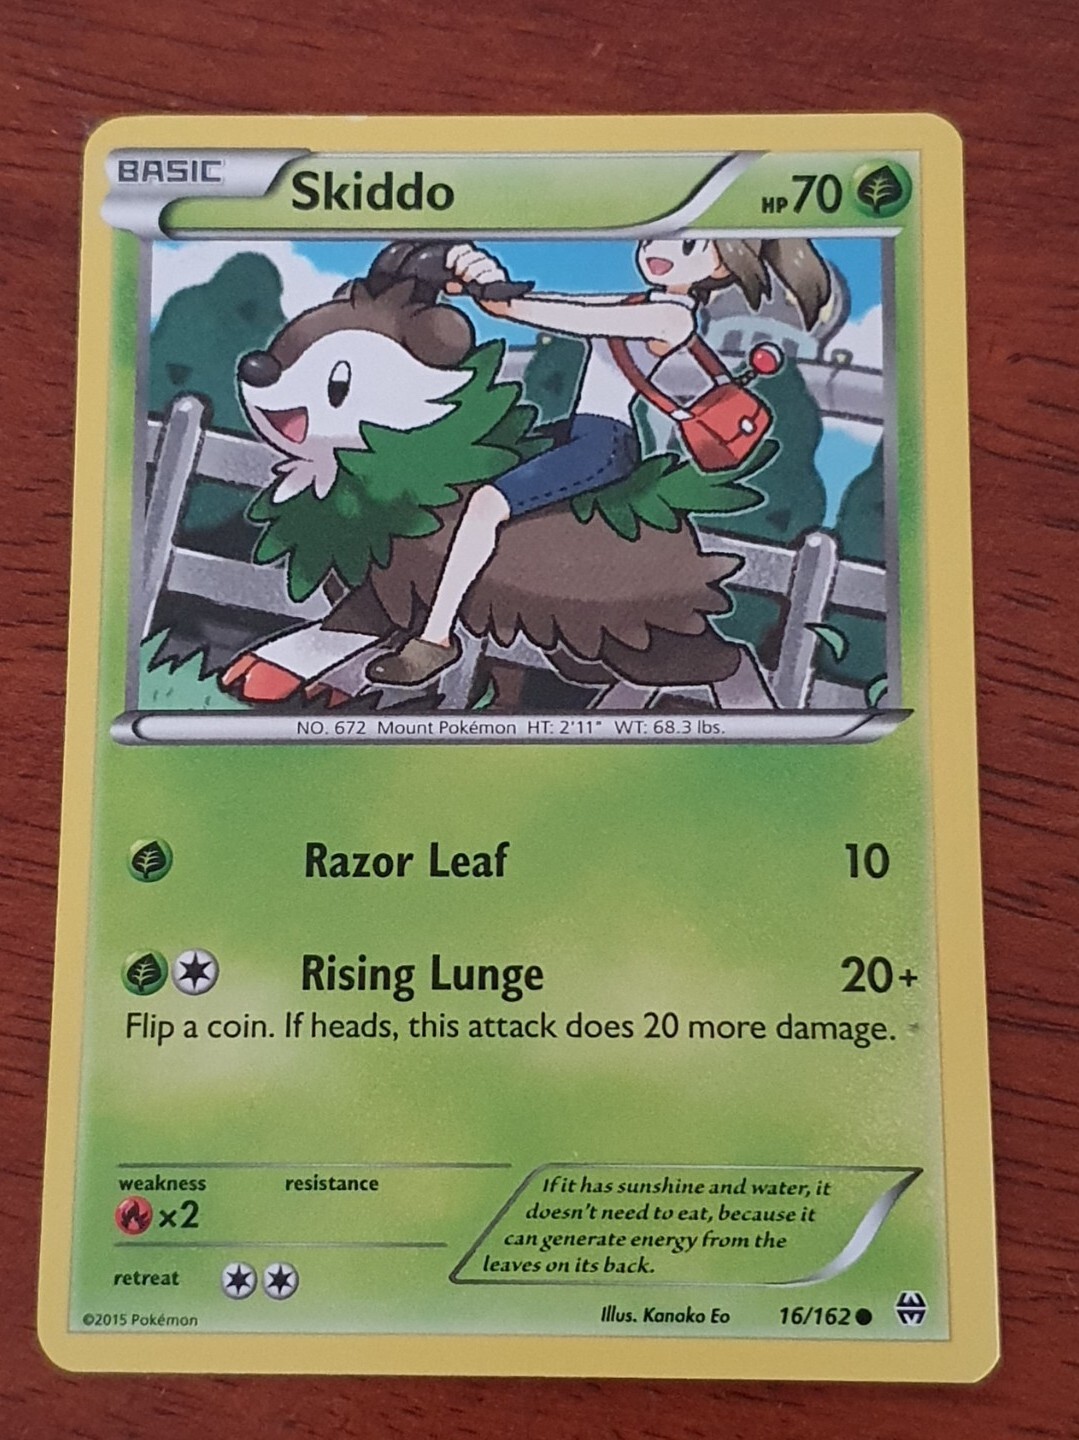 BASIC Skiddo HP 70
NO. 672 Mount Pokémon HT: 2'11" WT: 68.3 lbs.
Razor Leaf 10
Rising Lunge 20+
Flip a coin. If heads, this attack does 20 more damage.
weakness resistance
x2
retreat
If it has sunshine and water, it
doesn't need to eat, because it
can generate energy from the
leaves on its back.
©2015 Pokémon Illus. Kanako Eo 16/162